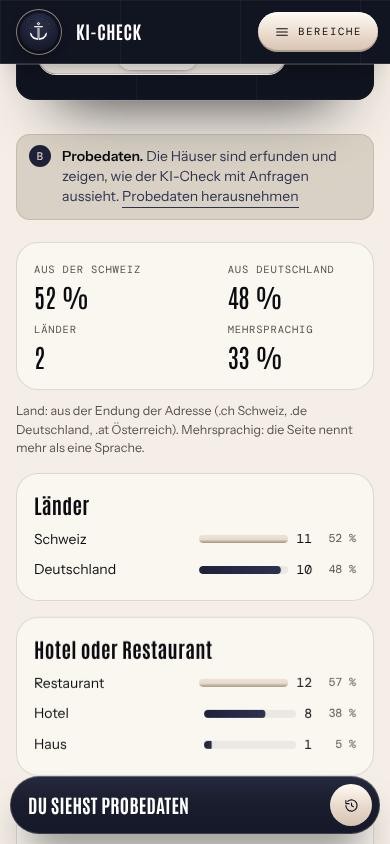 KI-CHECK
BEREICHE
B
Probedaten. Die Häuser sind erfunden und
zeigen, wie der KI-Check mit Anfragen
aussieht. Probedaten herausnehmen
AUS DER SCHWEIZ
52 %
AUS DEUTSCHLAND
48 %
LÄNDER
2
MEHRSPRACHIG
33 %
Land: aus der Endung der Adresse (.ch Schweiz, .de
Deutschland, .at Österreich). Mehrsprachig: die Seite nennt
mehr als eine Sprache.
Länder
Schweiz 11 52 %
Deutschland 10 48 %
Hotel oder Restaurant
Restaurant 12 57 %
Hotel 8 38 %
Haus 1 5 %
DU SIEHST PROBEDATEN